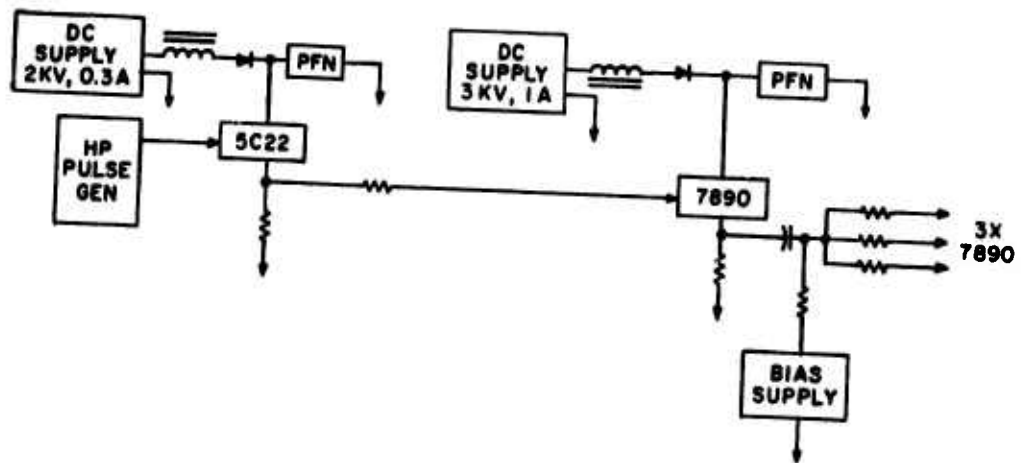 DC
SUPPLY
2KV, 0.3A
PFN
DC
SUPPLY
3KV, 1A
PFN
HP
PULSE
GEN
5C22
7890
3X
7890
BIAS
SUPPLY